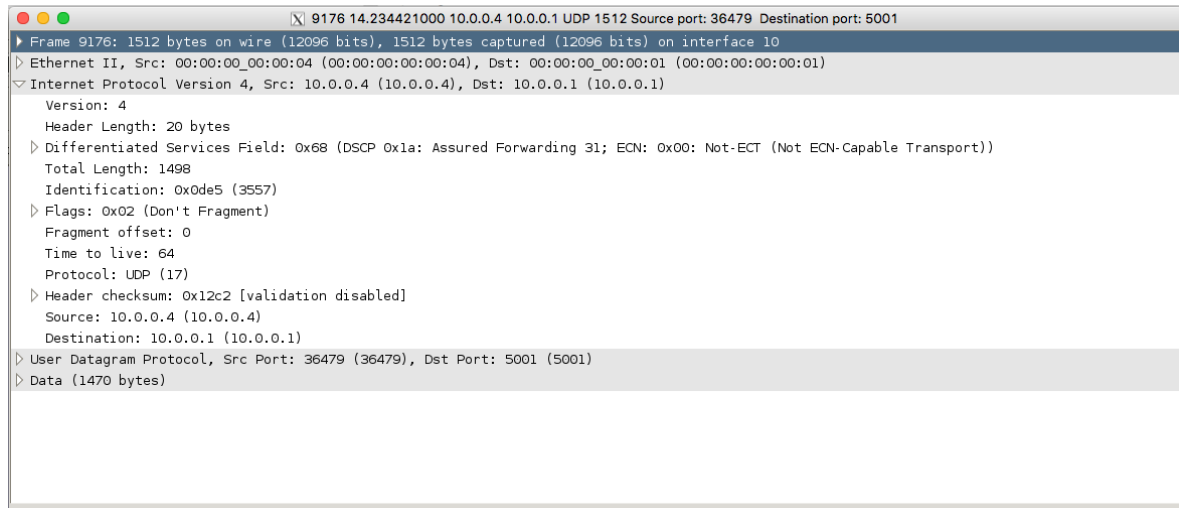 9176 14.234421000 10.0.0.4 10.0.0.1 UDP 1512 Source port: 36479 Destination port: 5001
Frame 9176: 1512 bytes on wire (12096 bits), 1512 bytes captured (12096 bits) on interface 10
Ethernet II, Src: 00:00:00_00:00:04 (00:00:00:00:00:04), Dst: 00:00:00_00:00:01 (00:00:00:00:00:01)
Internet Protocol Version 4, Src: 10.0.0.4 (10.0.0.4), Dst: 10.0.0.1 (10.0.0.1)
Version: 4
Header Length: 20 bytes
Differentiated Services Field: 0x68 (DSCP 0x1a: Assured Forwarding 31; ECN: 0x00: Not-ECT (Not ECN-Capable Transport))
Total Length: 1498
Identification: 0x0de5 (3557)
Flags: 0x02 (Don't Fragment)
Fragment offset: 0
Time to live: 64
Protocol: UDP (17)
Header checksum: 0x12c2 [validation disabled]
Source: 10.0.0.4 (10.0.0.4)
Destination: 10.0.0.1 (10.0.0.1)
User Datagram Protocol, Src Port: 36479 (36479), Dst Port: 5001 (5001)
Data (1470 bytes)